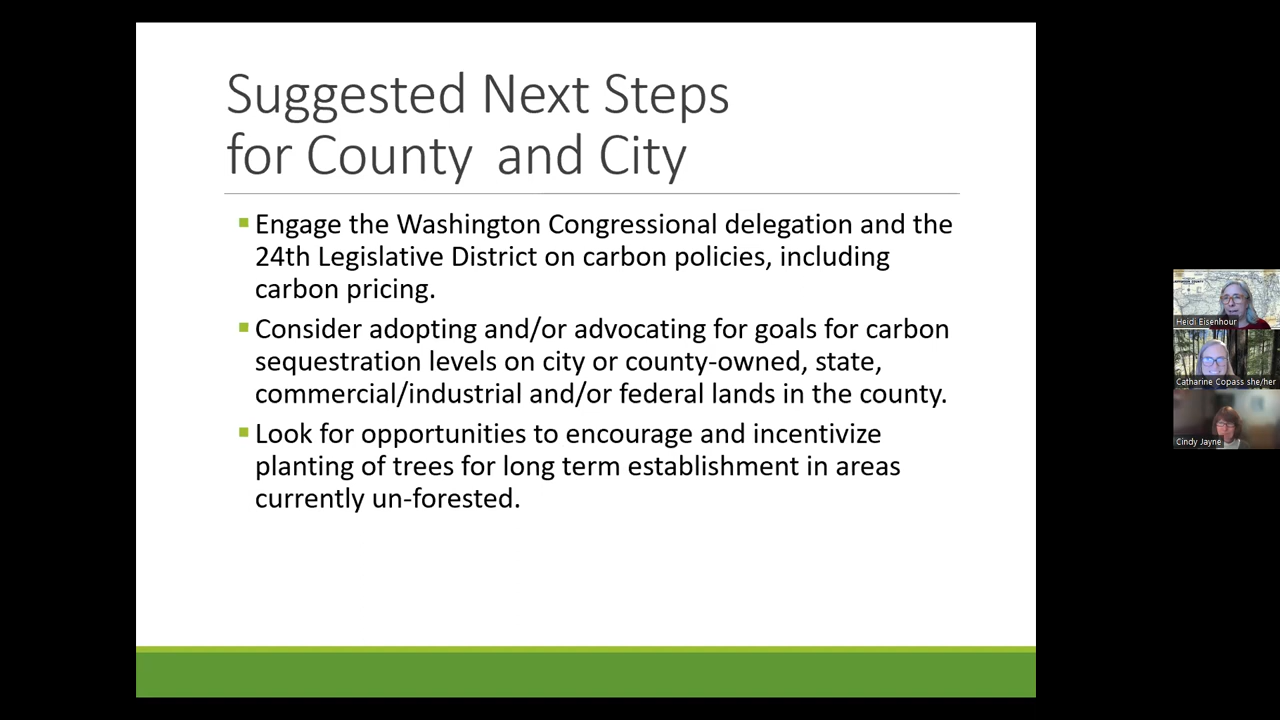 Suggested Next Steps
for County and City
Engage the Washington Congressional delegation and the
24th Legislative District on carbon policies, including
carbon pricing.
Consider adopting and/or advocating for goals for carbon
sequestration levels on city or county-owned, state,
commercial/industrial and/or federal lands in the county.
Look for opportunities to encourage and incentivize
planting of trees for long term establishment in areas
currently un-forested.
Heidi Eisenhour
Catharine Copass she/her
Cindy Jayne